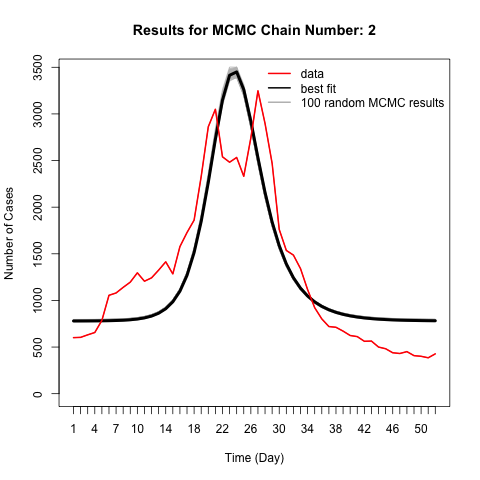 Results for MCMC Chain Number: 2
data
best fit
100 random MCMC results
Number of Cases
3500
3000
2500
2000
1500
1000
500
0
1 4 7 10 14 18 22 26 30 34 38 42 46 50
Time (Day)